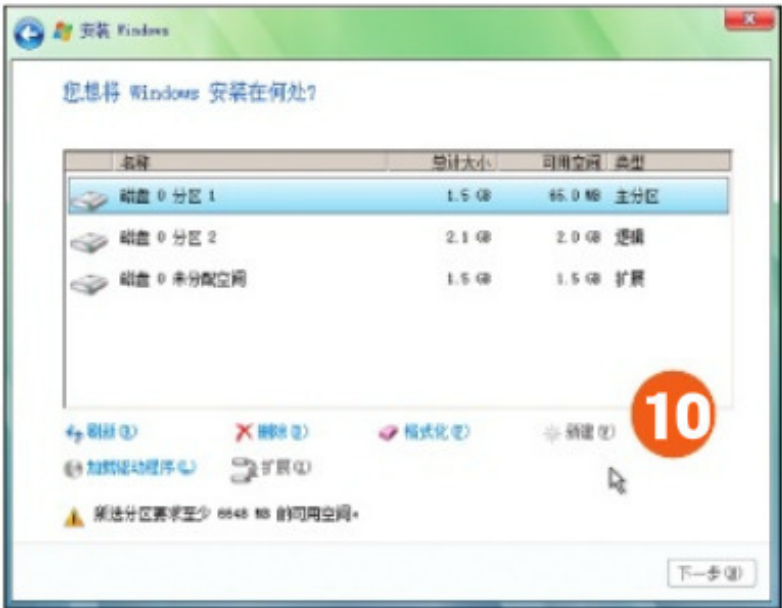 安装 Windows
您想将 Windows 安装在何处?
名称 总计大小 可用空间 类型
磁盘 0 分区 1 1.5 GB 65.0 MB 主分区
磁盘 0 分区 2 2.1 GB 2.0 GB 逻辑
磁盘 0 未分配空间 1.5 GB 1.5 GB 扩展
刷新(R) 删除(D) 格式化(F) 新建
10
加载驱动程序(L) 扩展
所选分区要求至少 6648 MB 的可用空间。
下一步(N)